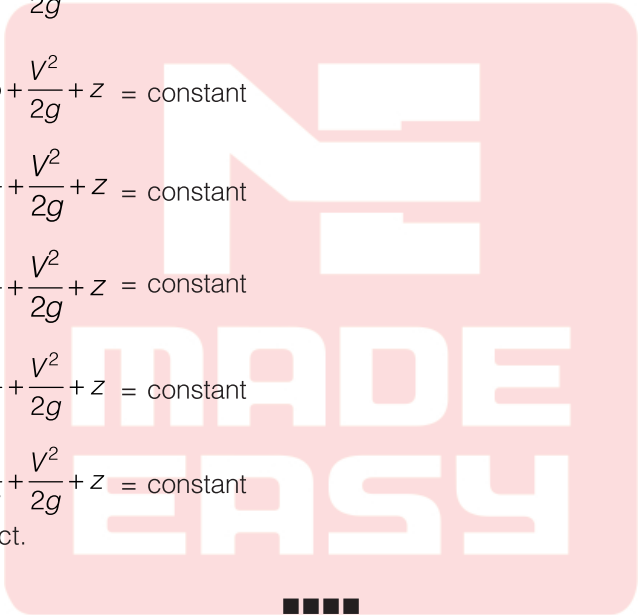 2g
+ V²/2g + z = constant
+ V²/2g + z = constant
+ V²/2g + z = constant
+ V²/2g + z = constant
+ V²/2g + z = constant
ct.
MADE
EASY